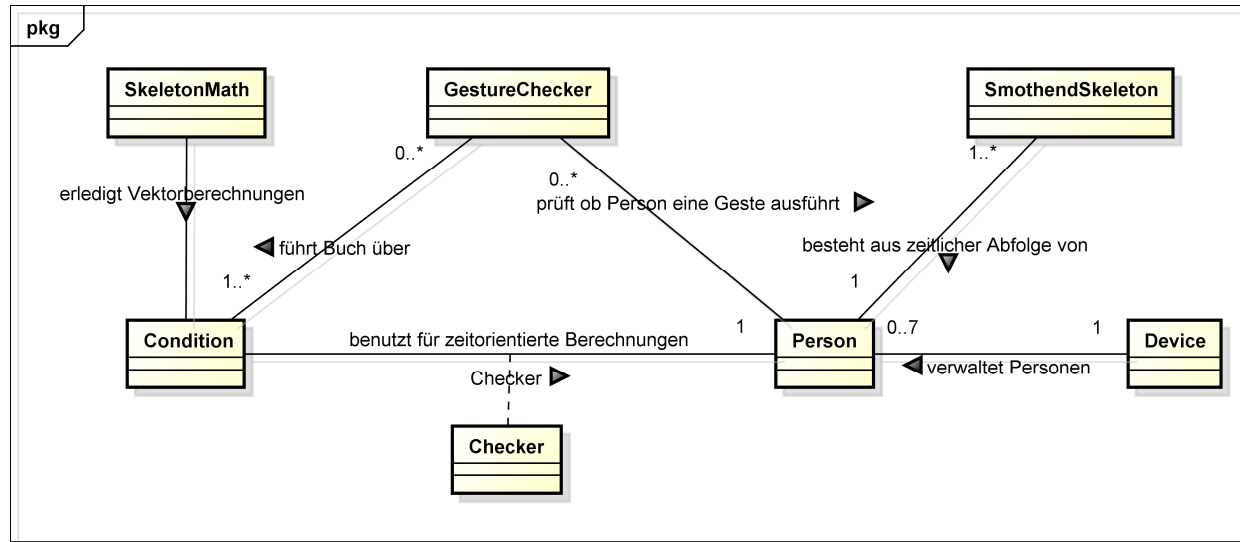 pkg
SkeletonMath
GestureChecker
SmothendSkeleton
0..*
1..*
0..*
erledigt Vektorberechnungen
prüft ob Person eine Geste ausführt
führt Buch über
besteht aus zeitlicher Abfolge von
1..*
1
1
0..7
1
Condition
benutzt für zeitorientierte Berechnungen
Person
Device
Checker
verwaltet Personen
Checker